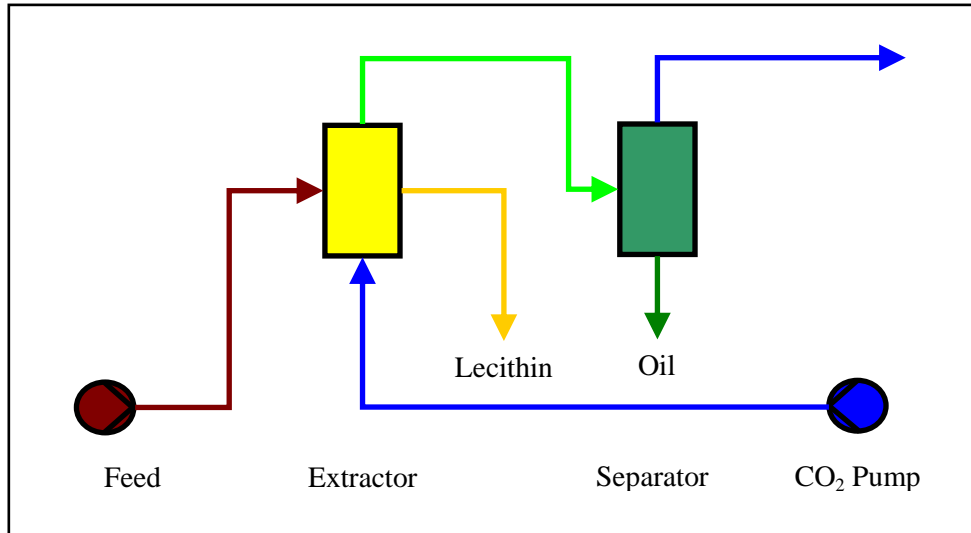 Lecithin
Oil
Feed
Extractor
Separator
CO₂ Pump